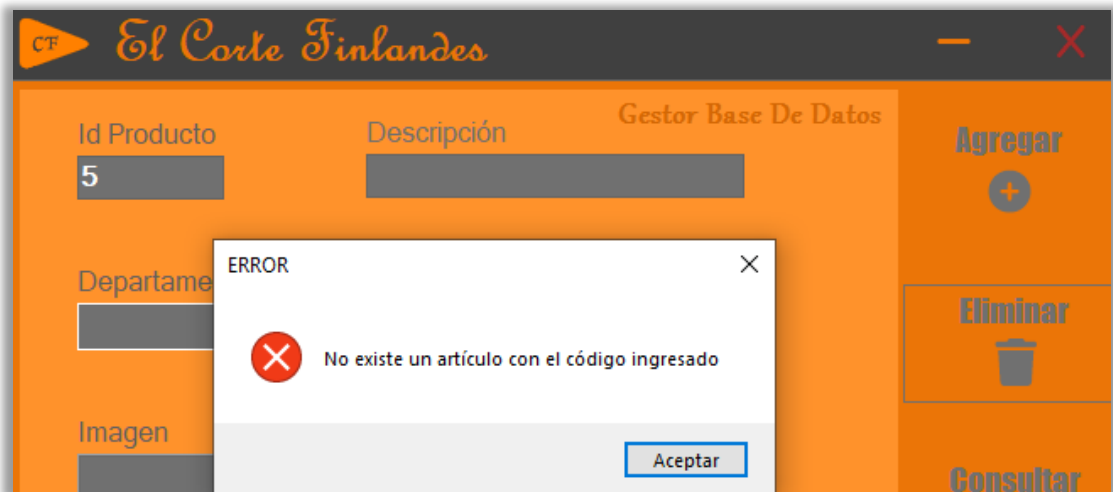 CF El Corte Finlandes
Gestor Base De Datos
Id Producto
Descripción
5
Agregar
ERROR
Departame
Eliminar
No existe un artículo con el código ingresado
Imagen
Aceptar
Consultar